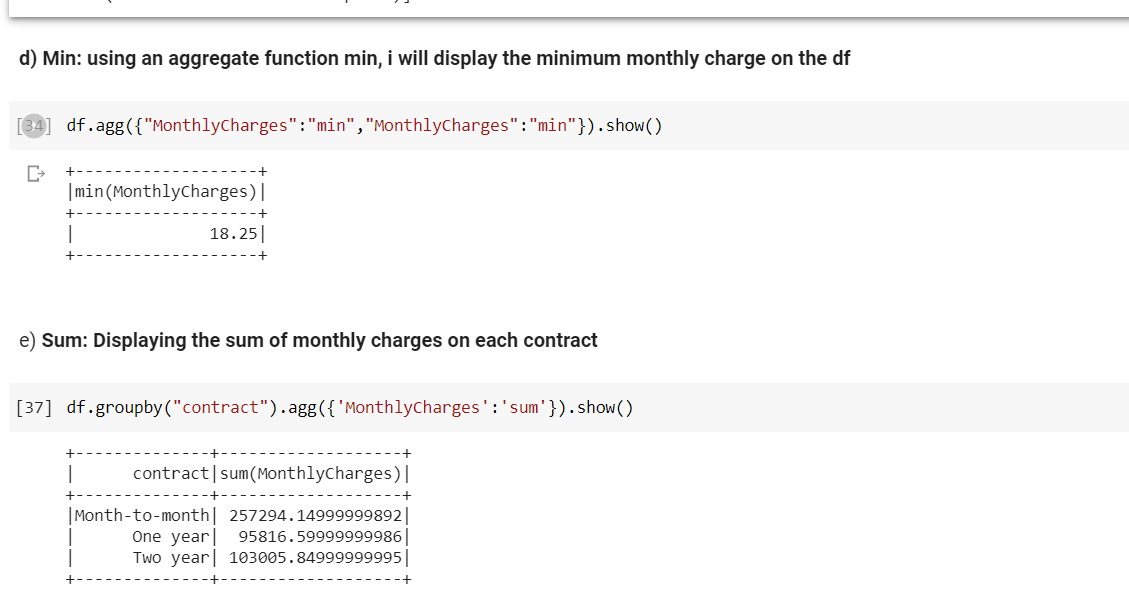 d) Min: using an aggregate function min, i will display the minimum monthly charge on the df
[34] df.agg({"MonthlyCharges":"min","MonthlyCharges":"min"}).show()
+-------------------+
|min(MonthlyCharges)|
+-------------------+
|              18.25|
+-------------------+
e) Sum: Displaying the sum of monthly charges on each contract
[37] df.groupby("contract").agg({'MonthlyCharges':'sum'}).show()
+--------------+-------------------+
|      contract|sum(MonthlyCharges)|
+--------------+-------------------+
|Month-to-month| 257294.14999999892|
|      One year|  95816.59999999986|
|      Two year| 103005.84999999995|
+--------------+-------------------+